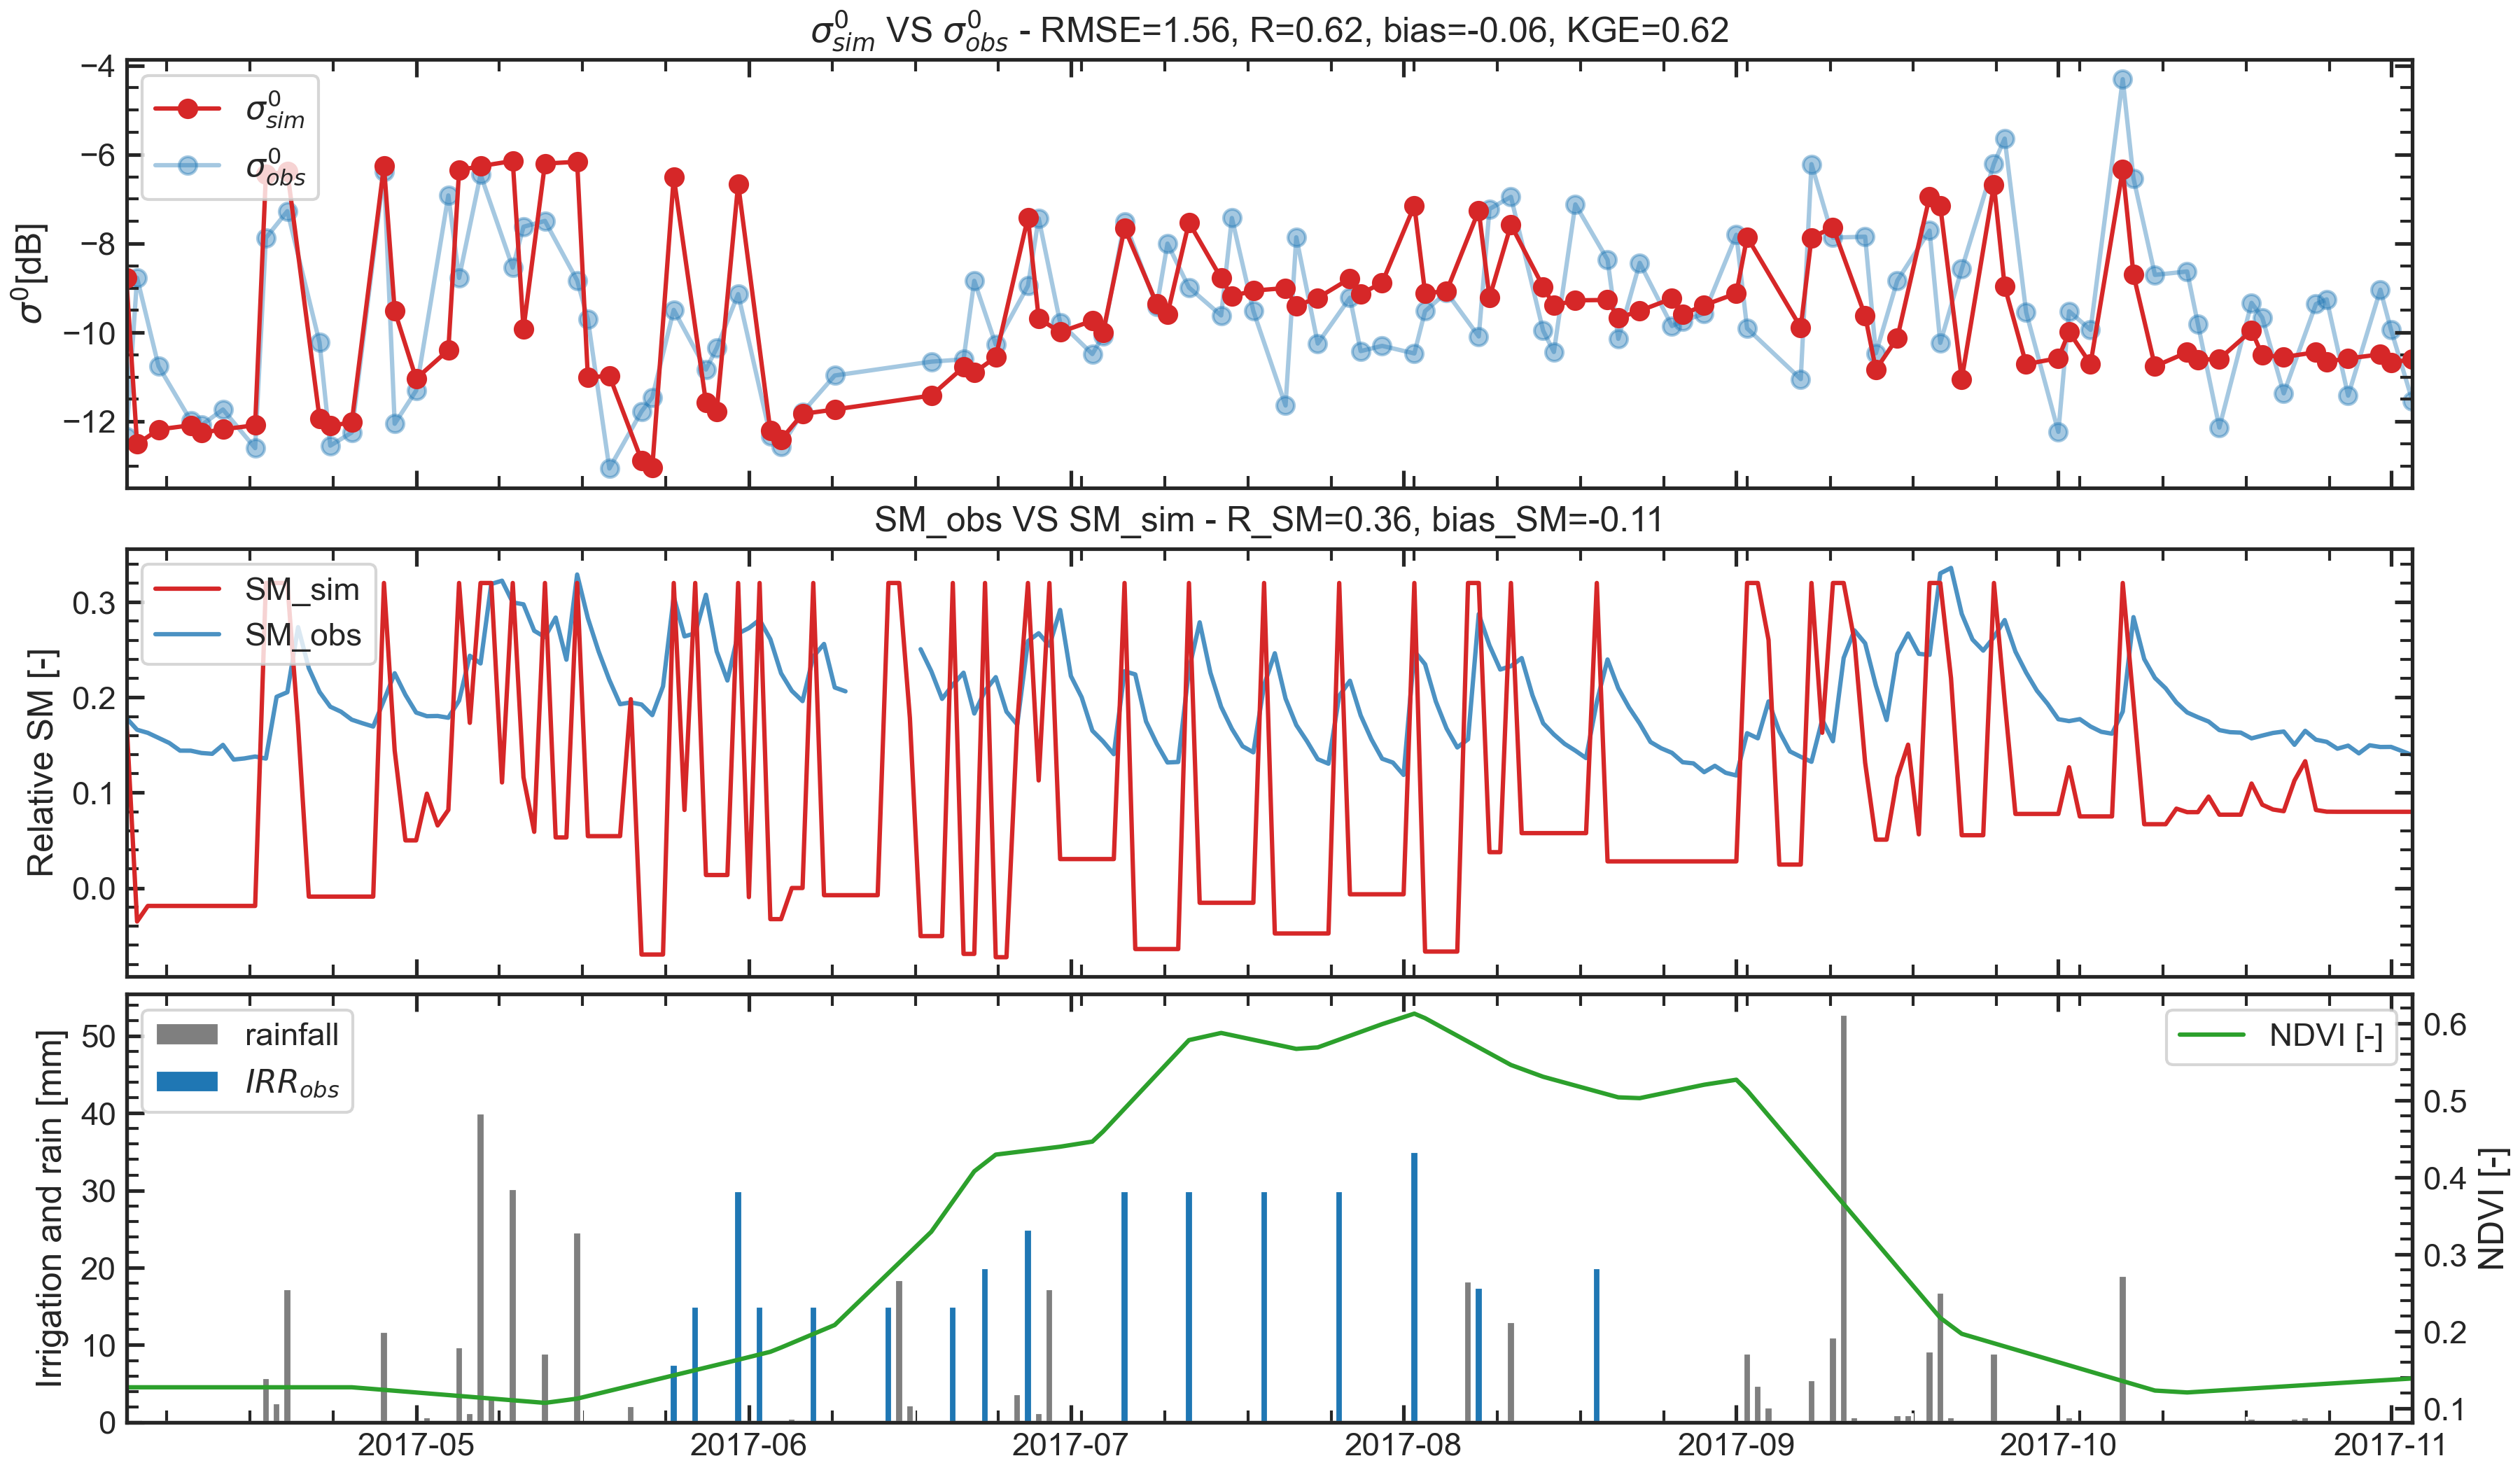 σ⁰sim VS σ⁰obs - RMSE=1.56, R=0.62, bias=-0.06, KGE=0.62
σ⁰[dB]
−4
−6
−8
−10
−12
σ⁰sim
σ⁰obs
SM_obs VS SM_sim - R_SM=0.36, bias_SM=-0.11
Relative SM [-]
0.3
0.2
0.1
0.0
SM_sim
SM_obs
Irrigation and rain [mm]
50
40
30
20
10
0
rainfall
IRRobs
NDVI [-]
0.6
0.5
0.4
0.3
0.2
0.1
NDVI [-]
2017-05 2017-06 2017-07 2017-08 2017-09 2017-10 2017-11